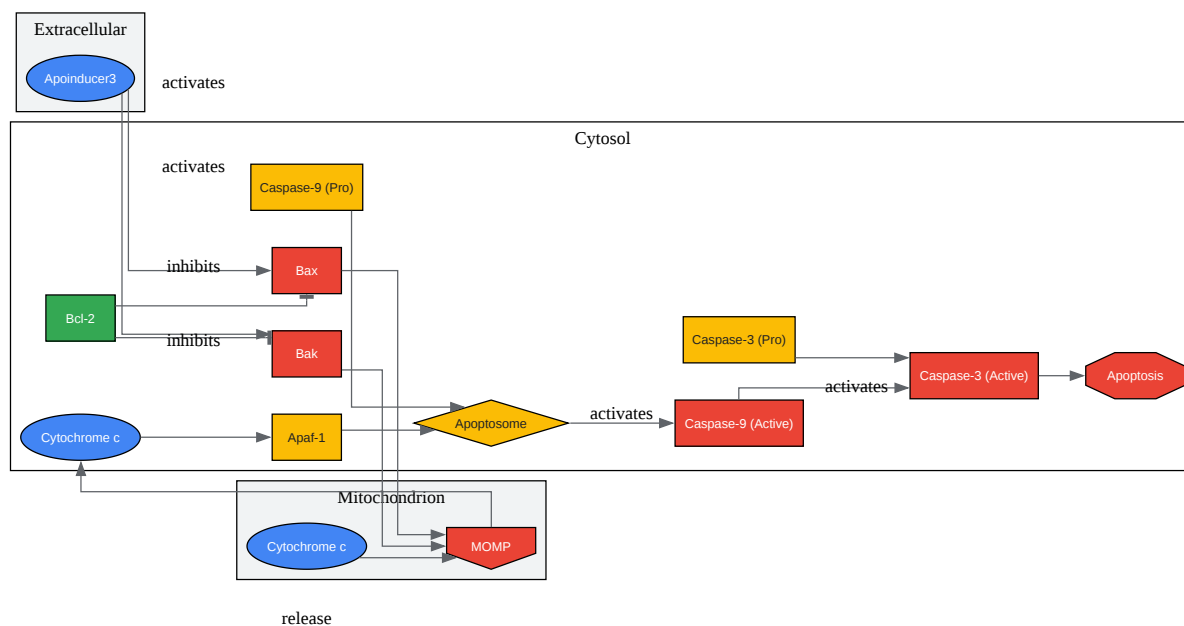 Extracellular
Apoinducer3
activates
Cytosol
activates
Caspase-9 (Pro)
inhibits
Bax
Bcl-2
inhibits
Bak
Caspase-3 (Pro)
Caspase-3 (Active)
Apoptosis
activates
Cytochrome c
Apaf-1
Apoptosome
activates
Caspase-9 (Active)
Mitochondrion
Cytochrome c
MOMP
release